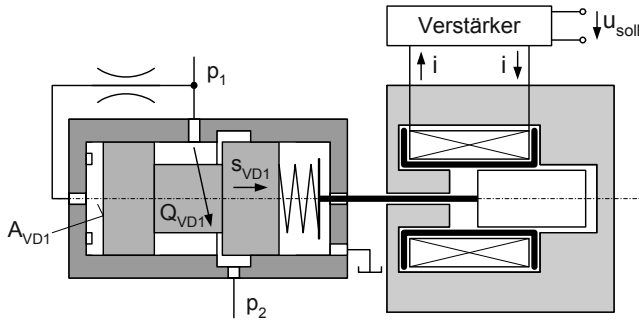 Verstärker
u_soll
i i
p_1
s_VD1
Q_VD1
A_VD1
p_2